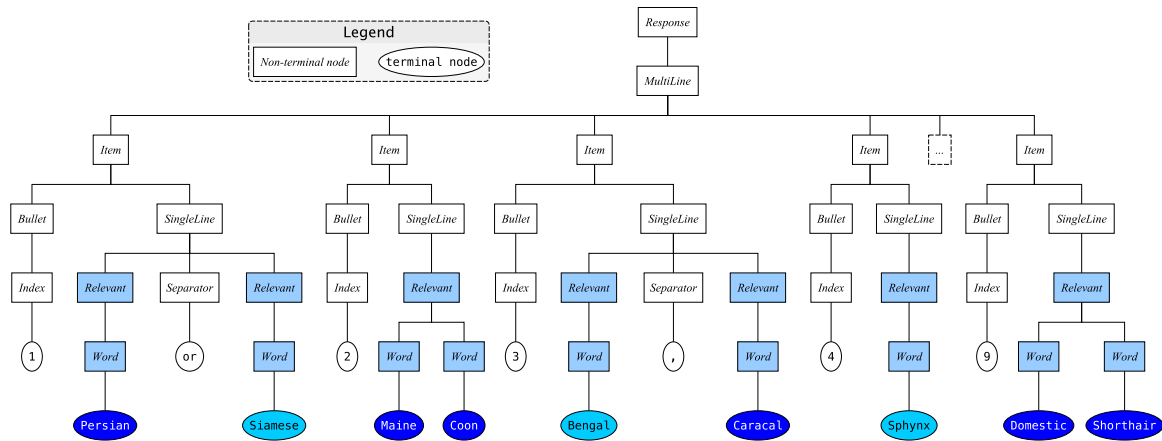 Response
Legend
Non-terminal node terminal node
MultiLine
Item Item Item Item ... Item
Bullet SingleLine Bullet SingleLine Bullet SingleLine Bullet SingleLine Bullet SingleLine
Index Relevant Separator Relevant Index Relevant Index Relevant Separator Relevant Index Relevant Index Relevant
1 Word or Word 2 Word Word 3 Word , Word 4 Word 9 Word Word
Persian Siamese Maine Coon Bengal Caracal Sphynx Domestic Shorthair